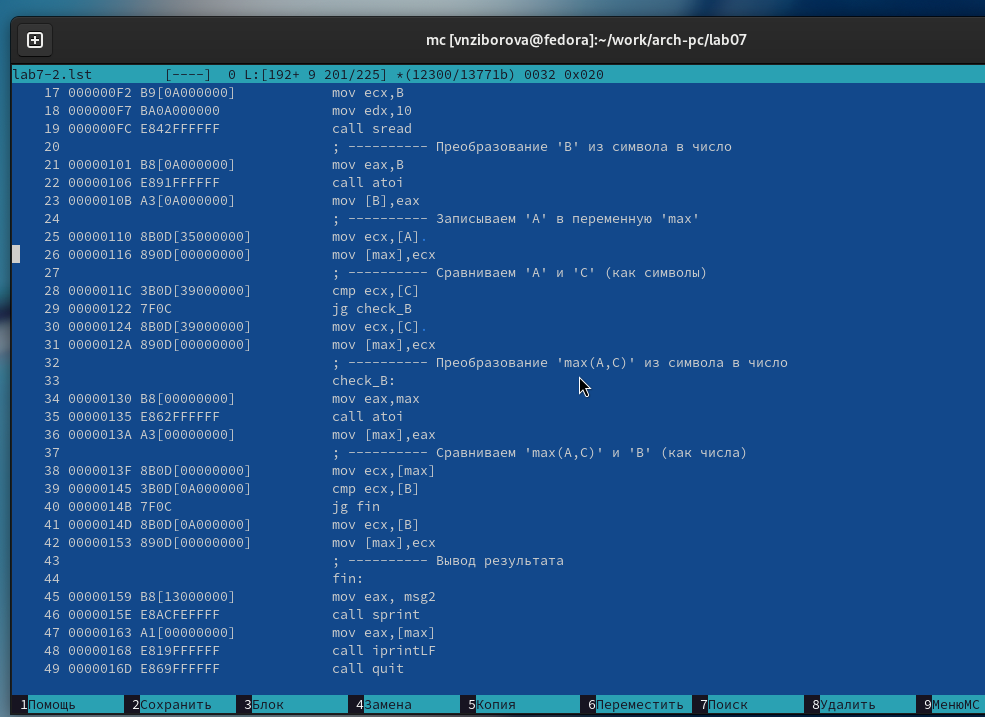 mc [vnziborova@fedora]:~/work/arch-pc/lab07
lab7-2.lst [----] 0 L:[192+ 9 201/225] *(12300/13771b) 0032 0x020
17 000000F2 B9[0A000000] mov ecx,B
18 000000F7 BA0A000000 mov edx,10
19 000000FC E842FFFFFF call sread
20 ; ---------- Преобразование 'B' из символа в число
21 00000101 B8[0A000000] mov eax,B
22 00000106 E891FFFFFF call atoi
23 0000010B A3[0A000000] mov [B],eax
24 ; ---------- Записываем 'A' в переменную 'max'
25 00000110 8B0D[35000000] mov ecx,[A].
26 00000116 890D[00000000] mov [max],ecx
27 ; ---------- Сравниваем 'A' и 'С' (как символы)
28 0000011C 3B0D[39000000] cmp ecx,[C]
29 00000122 7F0C jg check_B
30 00000124 8B0D[39000000] mov ecx,[C].
31 0000012A 890D[00000000] mov [max],ecx
32 ; ---------- Преобразование 'max(A,C)' из символа в число
33 check_B:
34 00000130 B8[00000000] mov eax,max
35 00000135 E862FFFFFF call atoi
36 0000013A A3[00000000] mov [max],eax
37 ; ---------- Сравниваем 'max(A,C)' и 'B' (как числа)
38 0000013F 8B0D[00000000] mov ecx,[max]
39 00000145 3B0D[0A000000] cmp ecx,[B]
40 0000014B 7F0C jg fin
41 0000014D 8B0D[0A000000] mov ecx,[B]
42 00000153 890D[00000000] mov [max],ecx
43 ; ---------- Вывод результата
44 fin:
45 00000159 B8[13000000] mov eax, msg2
46 0000015E E8ACFEFFFF call sprint
47 00000163 A1[00000000] mov eax,[max]
48 00000168 E819FFFFFF call iprintLF
49 0000016D E869FFFFFF call quit
1Помощь 2Сохранить 3Блок 4Замена 5Копия 6Переместить 7Поиск 8Удалить 9МенюМС